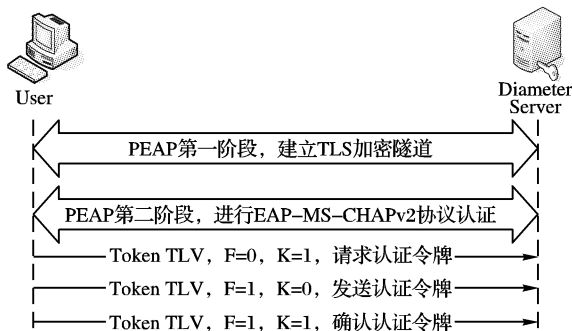 User
Diameter
Server
PEAP第一阶段，建立TLS加密隧道
PEAP第二阶段，进行EAP-MS-CHAPv2协议认证
Token TLV，F=0，K=1，请求认证令牌
Token TLV，F=1，K=0，发送认证令牌
Token TLV，F=1，K=1，确认认证令牌